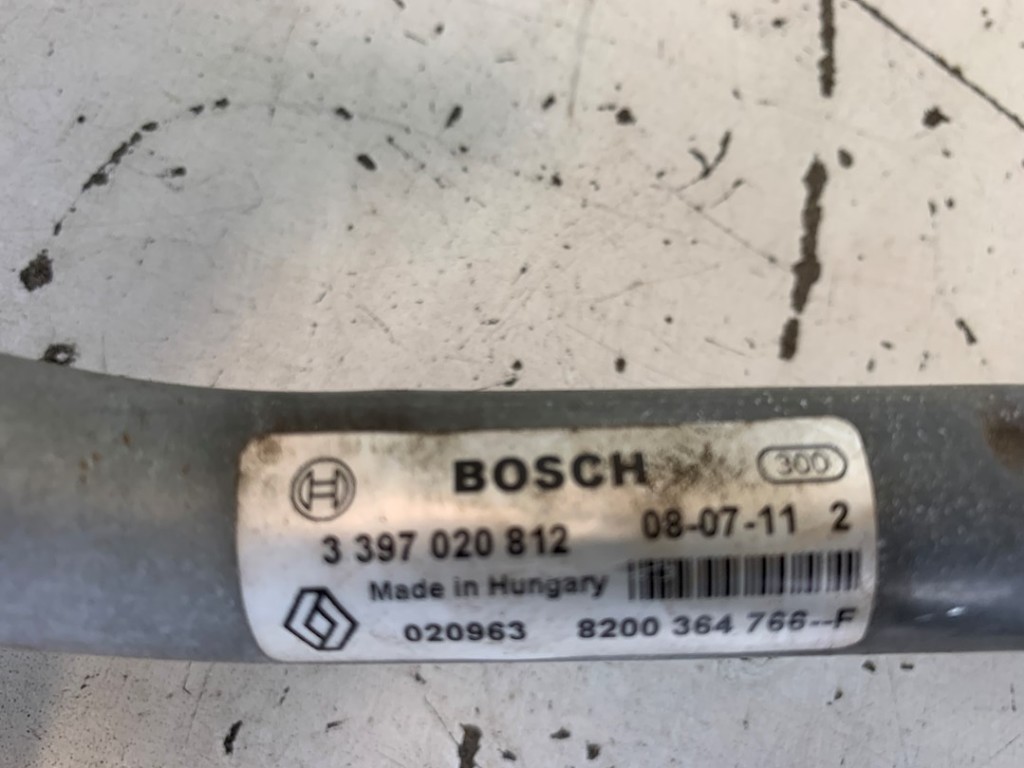 BOSCH 300
3 397 020 812 08-07-11 2
Made in Hungary
020963 8200 364 766--F